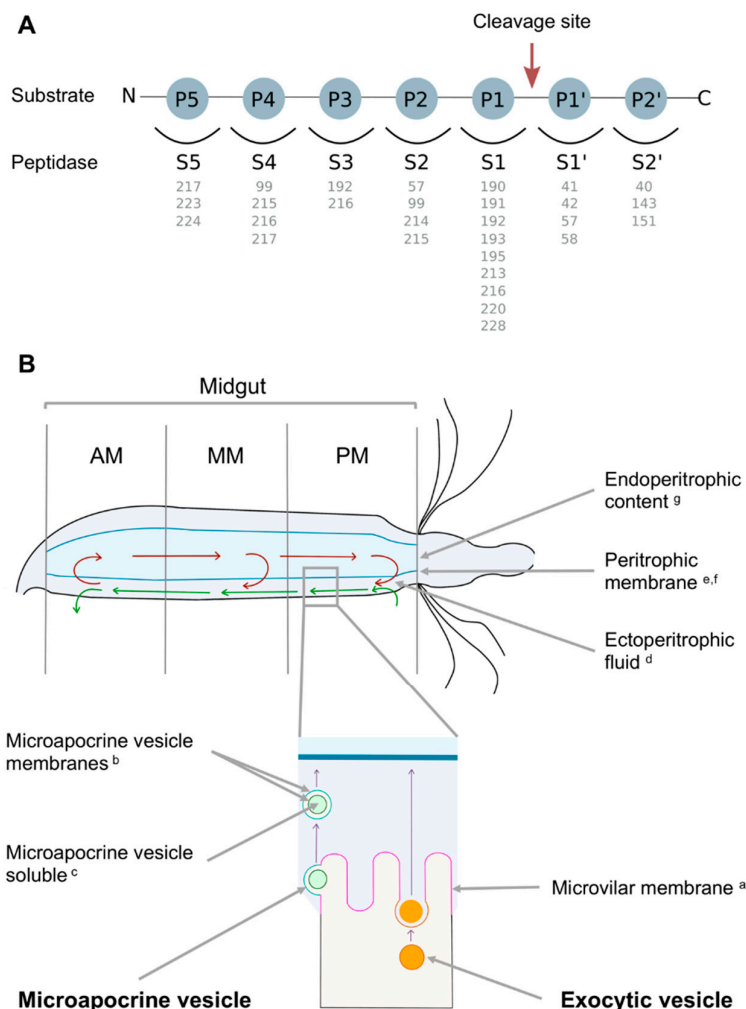 A
Cleavage site
Substrate N P5 P4 P3 P2 P1 P1' P2' C
Peptidase S5 S4 S3 S2 S1 S1' S2'
217 99 192 57 190 41 40
223 215 216 99 191 42 143
224 216 214 192 57 151
217 215 193 58
195
213
216
220
228
B
Midgut
AM MM PM
Endoperitrophic
content g
Peritrophic
membrane e,f
Ectoperitrophic
fluid d
Microapocrine vesicle
membranes b
Microapocrine vesicle
soluble c
Microvilar membrane a
Microapocrine vesicle Exocytic vesicle